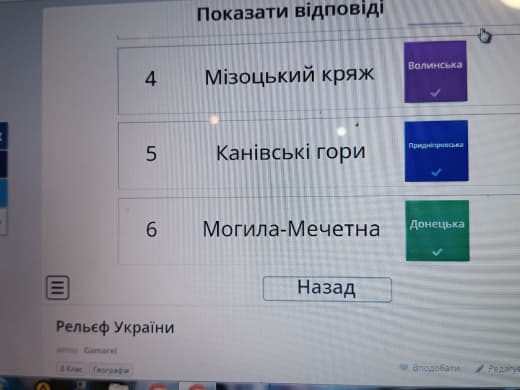 Показати відповіді
4 Мізоцький кряж Волинська
5 Канівські гори Придніпровська
6 Могила-Мечетна Донецька
Назад
Рельєф України
автор Gamarel
8 Клас Географія
Вподобати